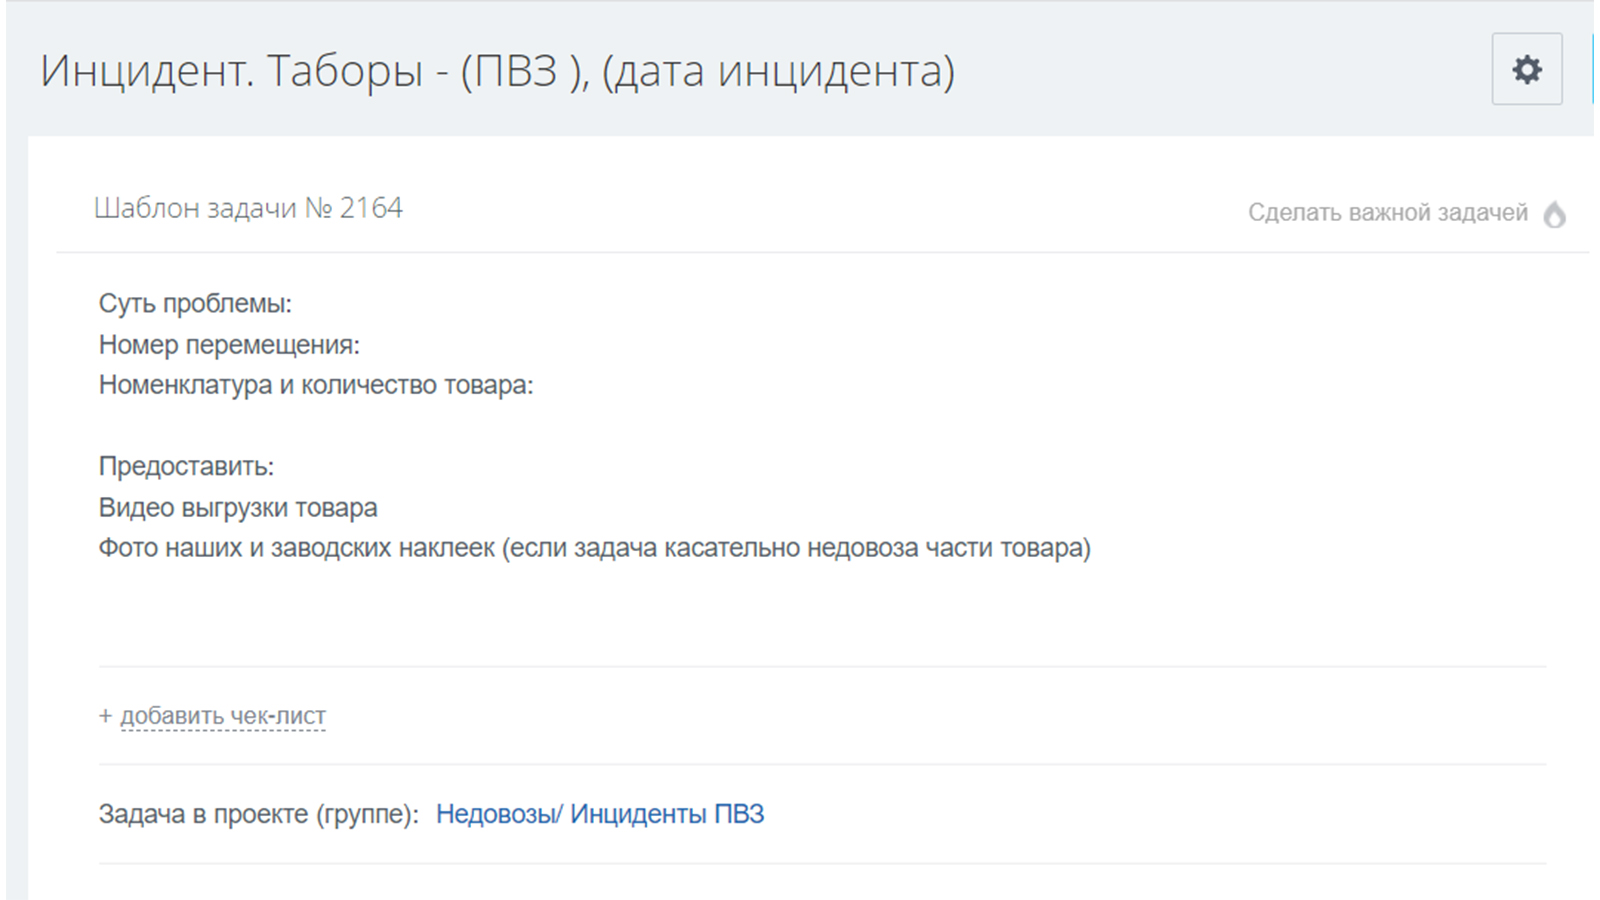 Инцидент. Таборы - (ПВЗ ), (дата инцидента)
Шаблон задачи № 2164
Сделать важной задачей
Суть проблемы:
Номер перемещения:
Номенклатура и количество товара:
Предоставить:
Видео выгрузки товара
Фото наших и заводских наклеек (если задача касательно недовоза части товара)
+ добавить чек-лист
Задача в проекте (группе): Недовозы/ Инциденты ПВЗ